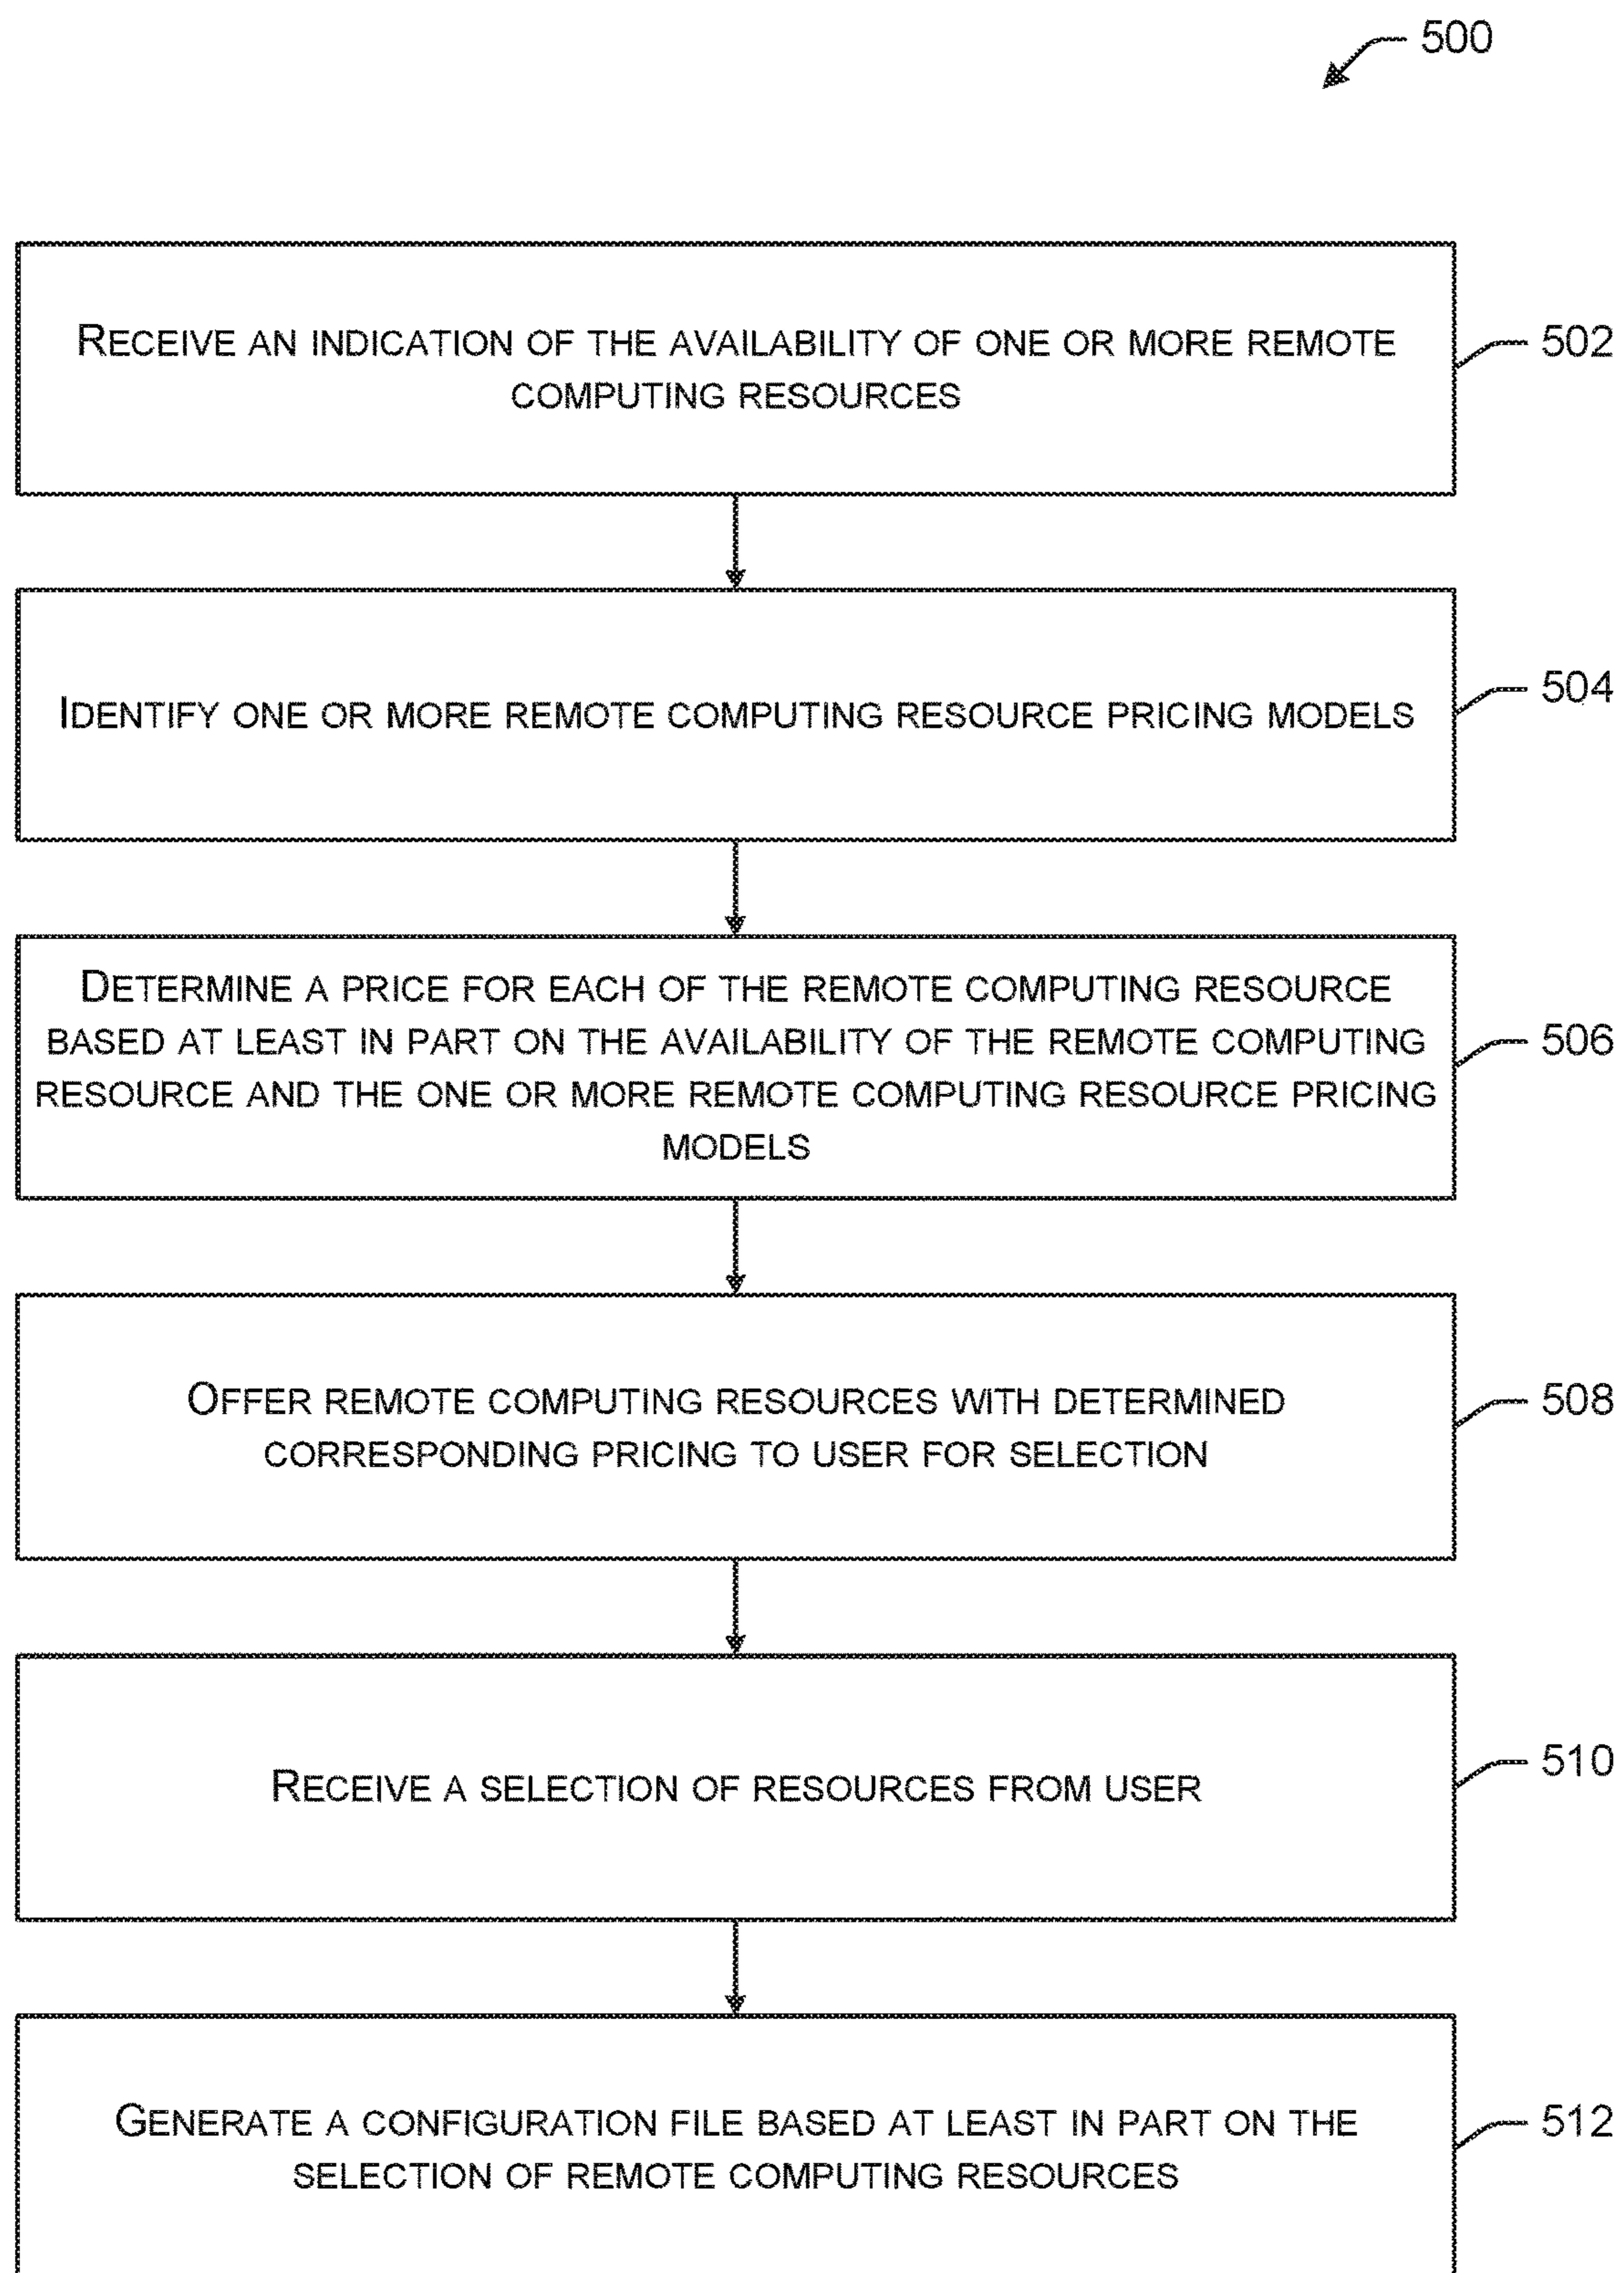 500
RECEIVE AN INDICATION OF THE AVAILABILITY OF ONE OR MORE REMOTE
COMPUTING RESOURCES
502
IDENTIFY ONE OR MORE REMOTE COMPUTING RESOURCE PRICING MODELS
504
DETERMINE A PRICE FOR EACH OF THE REMOTE COMPUTING RESOURCE
BASED AT LEAST IN PART ON THE AVAILABILITY OF THE REMOTE COMPUTING
RESOURCE AND THE ONE OR MORE REMOTE COMPUTING RESOURCE PRICING
MODELS
506
OFFER REMOTE COMPUTING RESOURCES WITH DETERMINED
CORRESPONDING PRICING TO USER FOR SELECTION
508
RECEIVE A SELECTION OF RESOURCES FROM USER
510
GENERATE A CONFIGURATION FILE BASED AT LEAST IN PART ON THE
SELECTION OF REMOTE COMPUTING RESOURCES
512